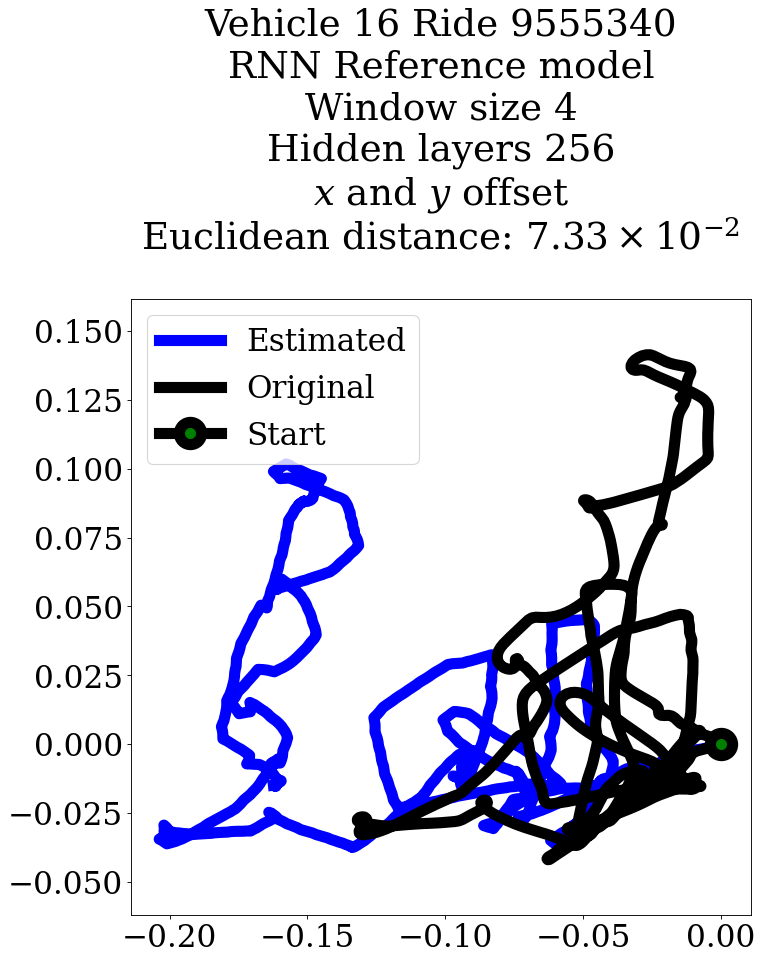 Vehicle 16 Ride 9555340
RNN Reference model
Window size 4
Hidden layers 256
x and y offset
Euclidean distance: 7.33 × 10⁻²
Estimated
Original
Start
0.150
0.125
0.100
0.075
0.050
0.025
0.000
−0.025
−0.050
−0.20 −0.15 −0.10 −0.05 0.00